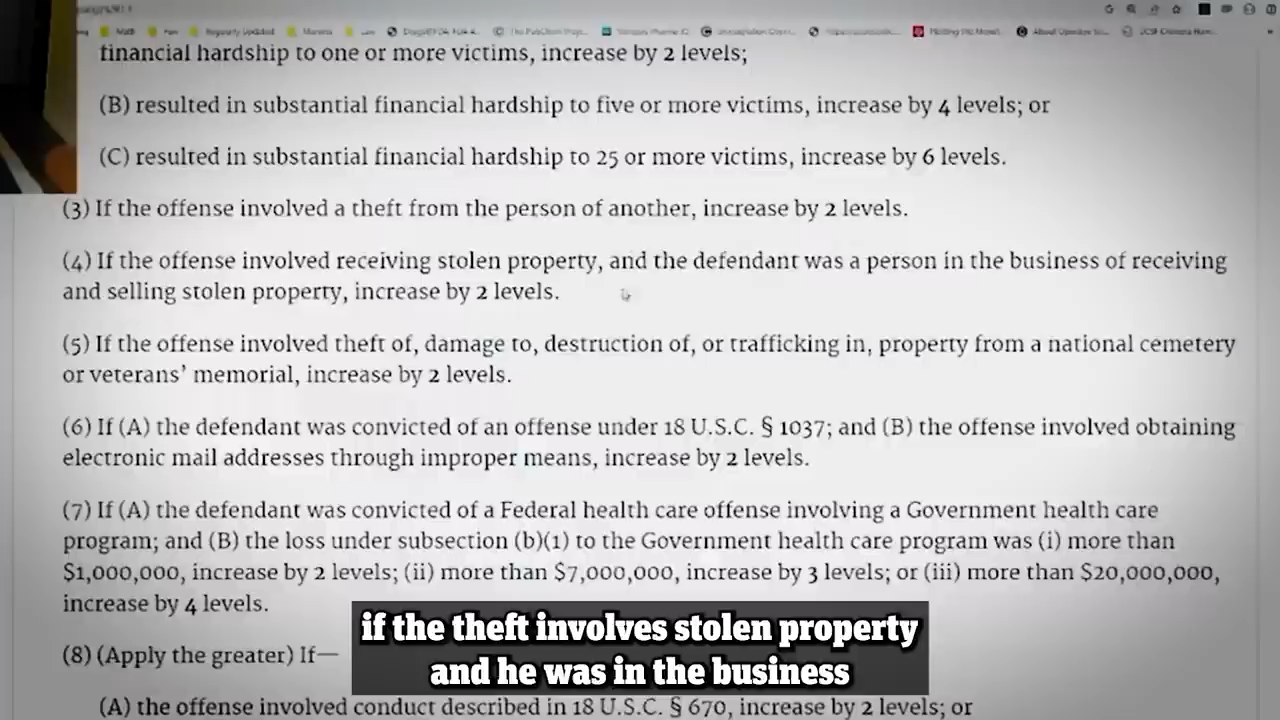 Math
Regularly Updated
Law
financial hardship to one or more victims, increase by 2 levels;
(B) resulted in substantial financial hardship to five or more victims, increase by 4 levels; or
(C) resulted in substantial financial hardship to 25 or more victims, increase by 6 levels.
(3) If the offense involved a theft from the person of another, increase by 2 levels.
(4) If the offense involved receiving stolen property, and the defendant was a person in the business of receiving
and selling stolen property, increase by 2 levels.
(5) If the offense involved theft of, damage to, destruction of, or trafficking in, property from a national cemetery
or veterans’ memorial, increase by 2 levels.
(6) If (A) the defendant was convicted of an offense under 18 U.S.C. § 1037; and (B) the offense involved obtaining
electronic mail addresses through improper means, increase by 2 levels.
(7) If (A) the defendant was convicted of a Federal health care offense involving a Government health care
program; and (B) the loss under subsection (b)(1) to the Government health care program was (i) more than
$1,000,000, increase by 2 levels; (ii) more than $7,000,000, increase by 3 levels; or (iii) more than $20,000,000,
increase by 4 levels.
if the theft involves stolen property
(8) (Apply the greater) If—
and he was in the business
(A) the offense involved conduct described in 18 U.S.C. § 670, increase by 2 levels; or